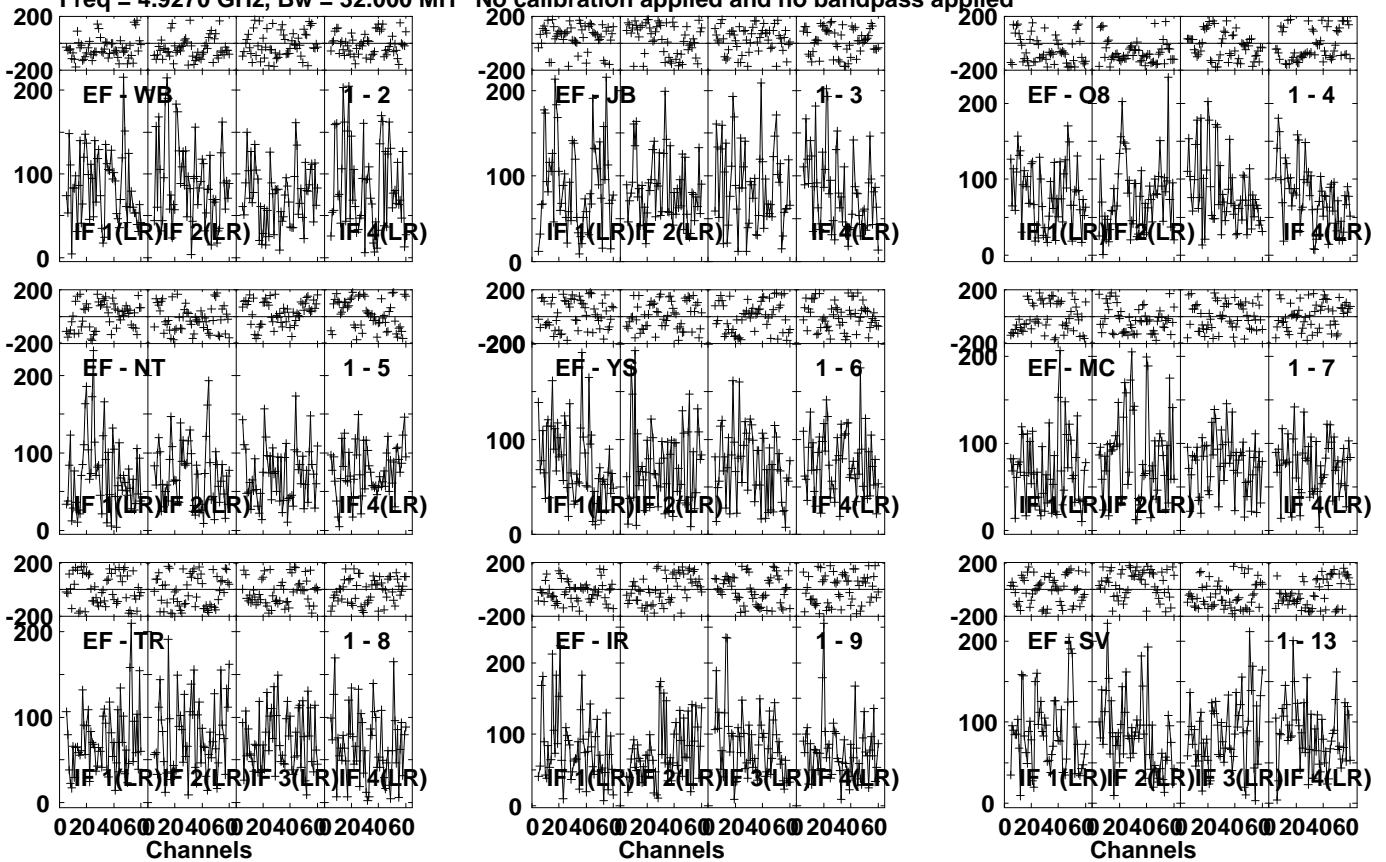 Freq = 4.9270 GHz, Bw = 32.000 MH No calibration applied and no bandpass applied
200
-200
200
100
0
EF - WB 1 - 2
IF 1(LR) IF 2(LR) IF 4(LR)
EF - JB 1 - 3
200
100
0
IF 1(LR) IF 2(LR) IF 4(LR)
EF - O8 1 - 4
200
-200
200
100
0
IF 1(LR) IF 2(LR) IF 4(LR)
200
-200
200
100
0
EF - NT 1 - 5
IF 1(LR) IF 2(LR) IF 4(LR)
200
-200
EF - YS 1 - 6
100
0
IF 1(LR) IF 2(LR) IF 4(LR)
200
-200
200
100
0
EF - MC 1 - 7
IF 1(LR) IF 2(LR) IF 4(LR)
200
-200
200
100
0
EF - TR 1 - 8
IF 1(LR) IF 2(LR) IF 3(LR) IF 4(LR)
0 20 40 60 0 20 40 60 0 20 40 60 0 20 40 60
Channels
EF - IR 1 - 9
200
100
0
IF 1(LR) IF 2(LR) IF 3(LR) IF 4(LR)
0 20 40 60 0 20 40 60 0 20 40 60 0 20 40 60
Channels
200
-200
200
100
0
EF - SV 1 - 13
IF 1(LR) IF 2(LR) IF 3(LR) IF 4(LR)
0 20 40 60 0 20 40 60 0 20 40 60 0 20 40 60
Channels